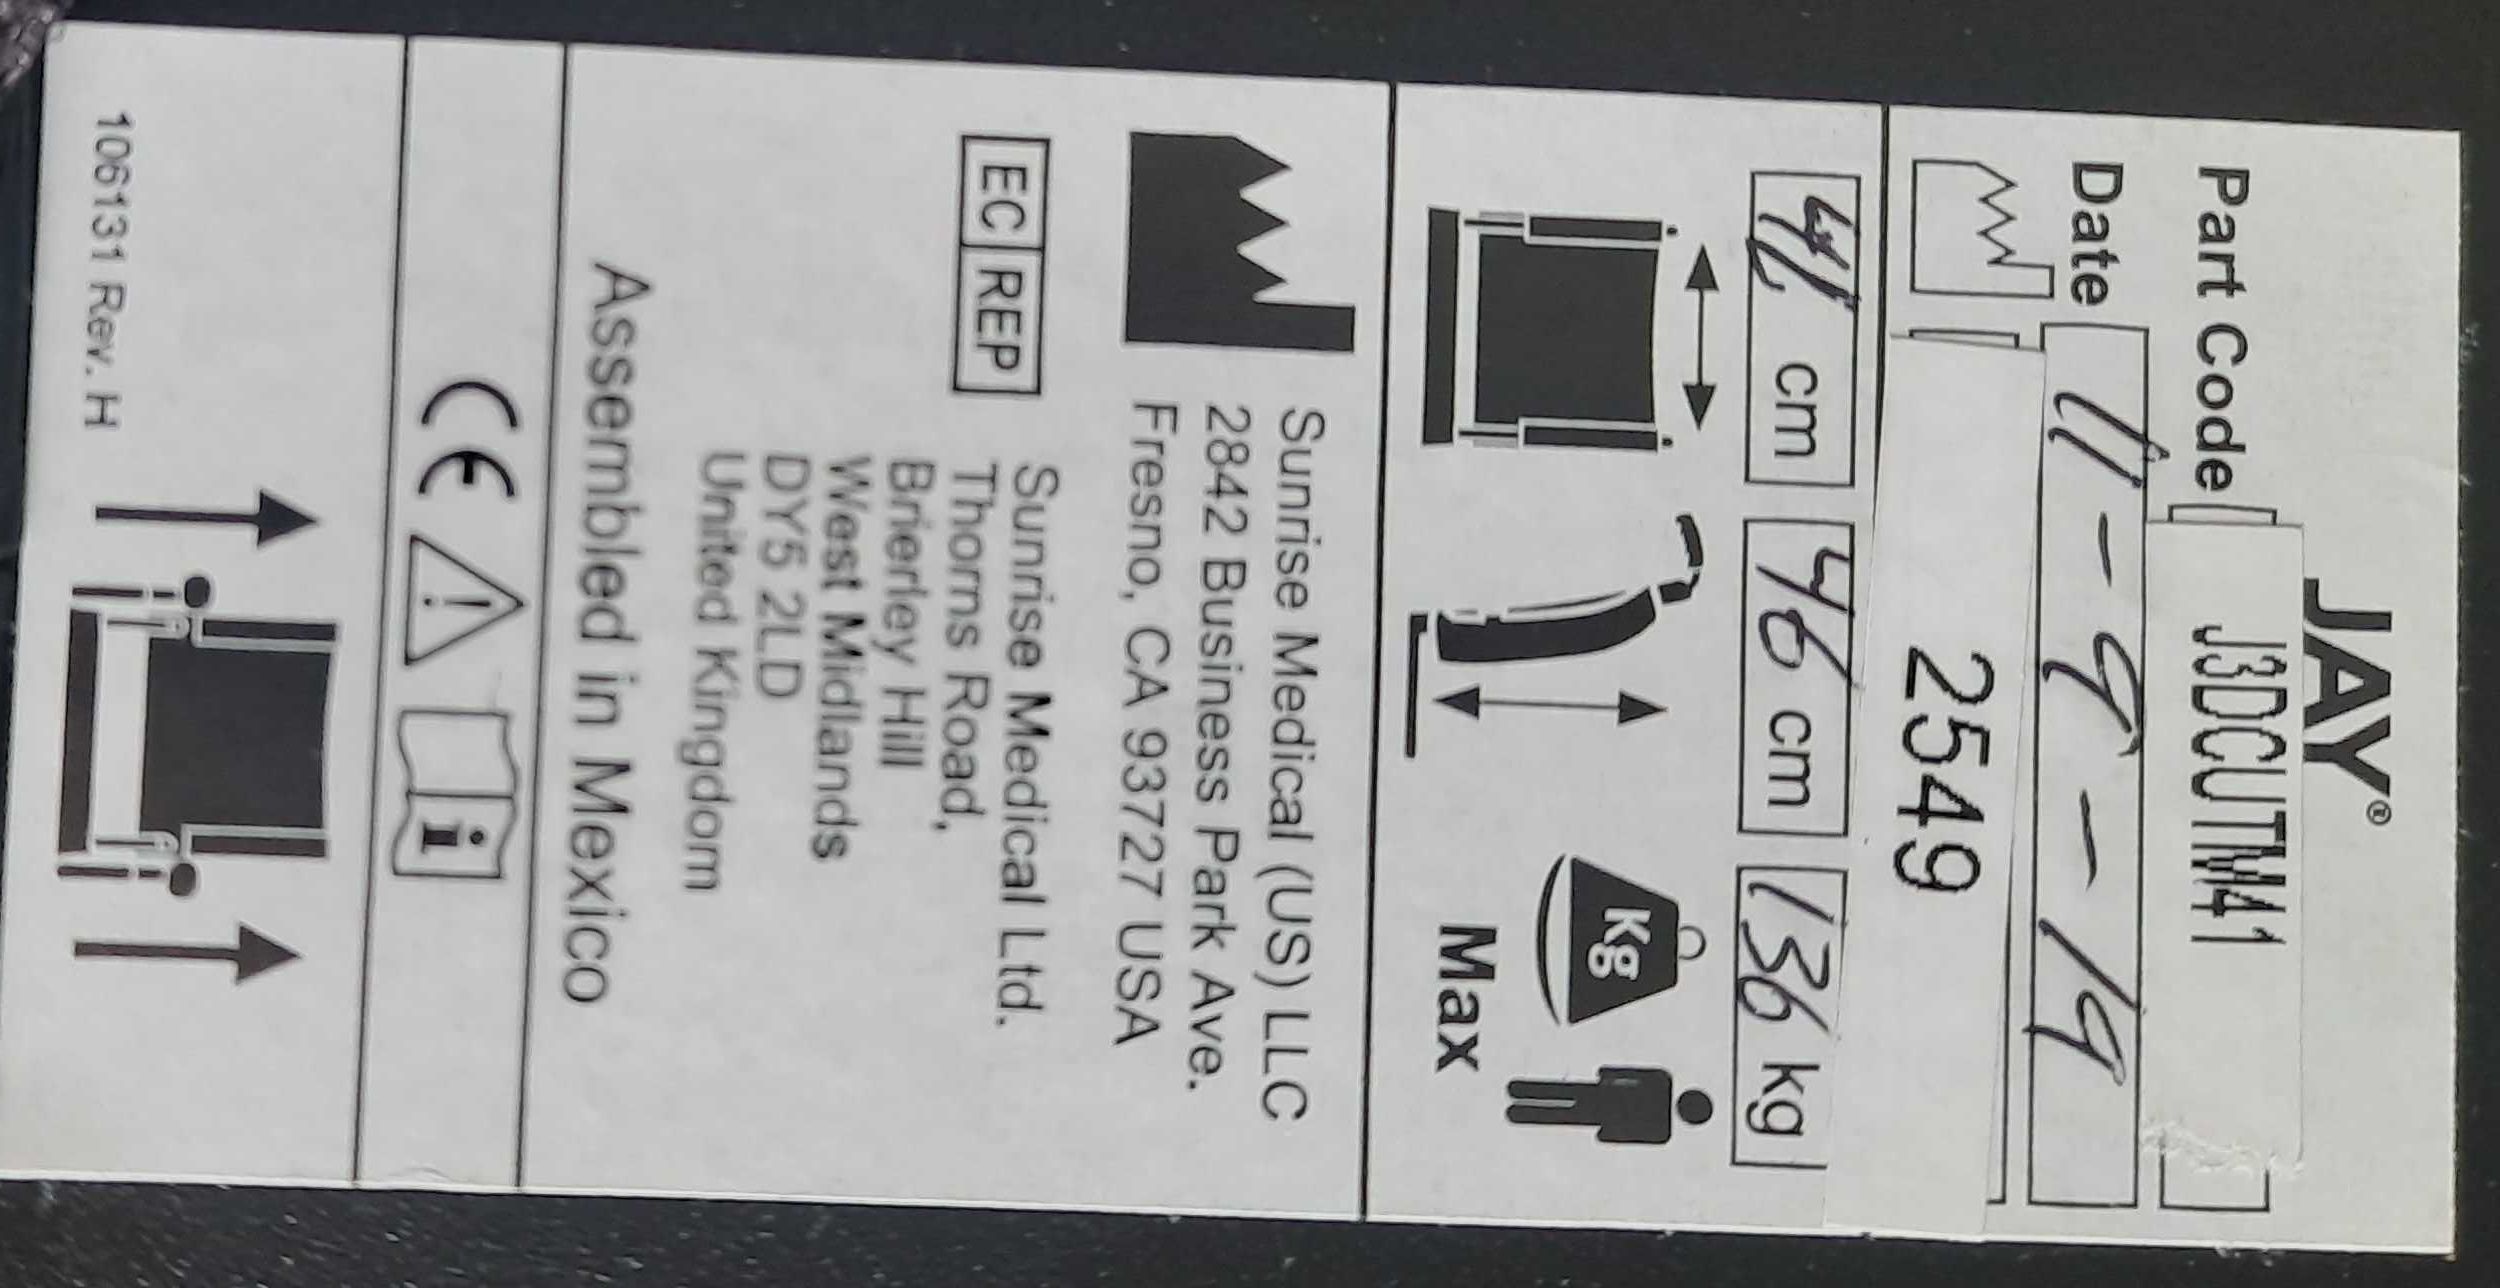 JAY®
Part Code J3DCUTM41
Date 11-9-19
2549
41 cm 46 cm 136 kg
Kg
Max
Sunrise Medical (US) LLC
2842 Business Park Ave.
Fresno, CA 93727 USA
EC REP
Sunrise Medical Ltd.
Thorns Road,
Brierley Hill
West Midlands
DY5 2LD
United Kingdom
Assembled in Mexico
CE ! i
106131 Rev. H